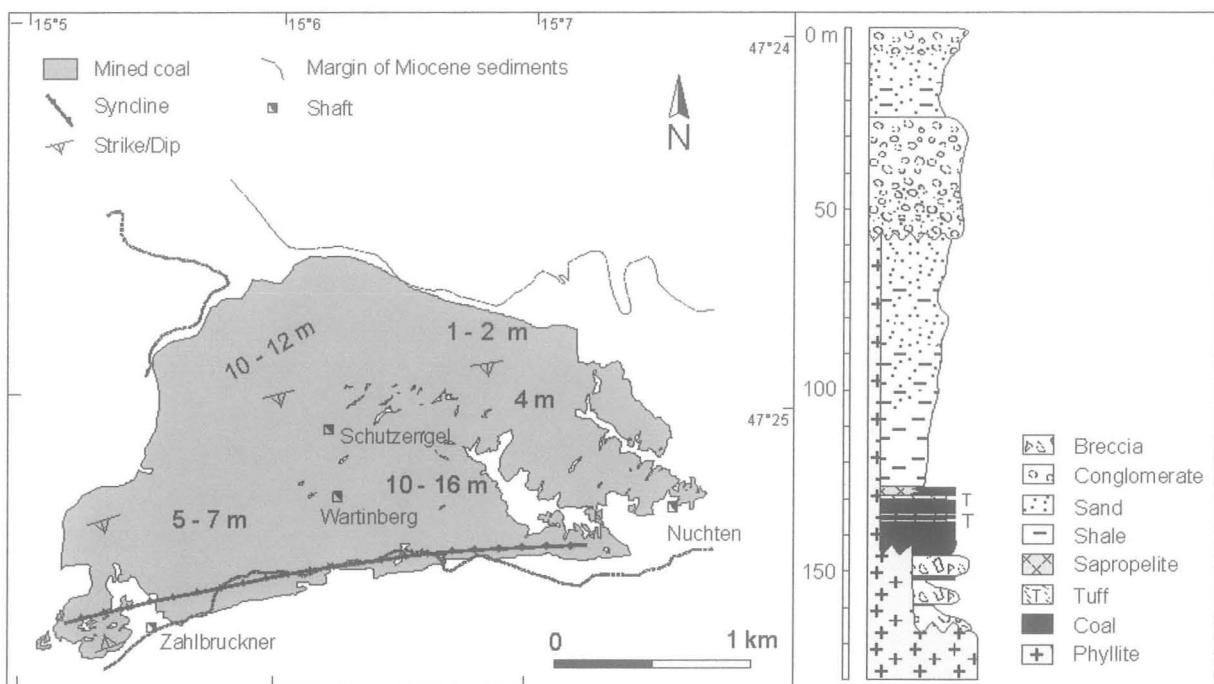 15°5 15°6 15°7
47°24
Mined coal
Margin of Miocene sediments
Syncline
Shaft
Strike/Dip
N
10 - 12 m
1 - 2 m
4 m
47°25
Schutzengel
10 - 16 m
Wartinberg
5 - 7 m
Nuchten
Zahlbruckner
0 1 km
0 m
50
100
150
T
T
Breccia
Conglomerate
Sand
Shale
Sapropelite
T Tuff
Coal
Phyllite